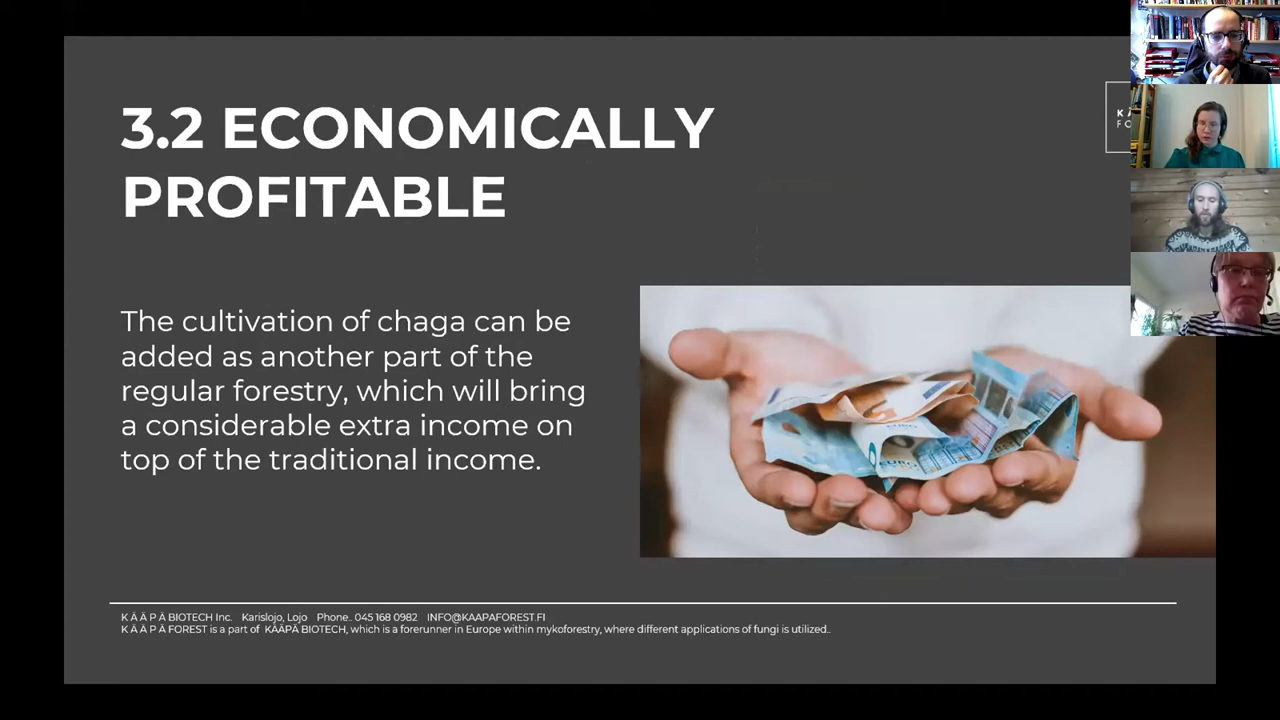 3.2 ECONOMICALLY
PROFITABLE
The cultivation of chaga can be
added as another part of the
regular forestry, which will bring
a considerable extra income on
top of the traditional income.
EURO
K Ä Ä P Ä BIOTECH Inc. Karislojo, Lojo Phone.. 045 168 0982 INFO@KAAPAFOREST.FI
K Ä Ä P Ä FOREST is a part of KÄÄPÄ BIOTECH, which is a forerunner in Europe within mykoforestry, where different applications of fungi is utilized..